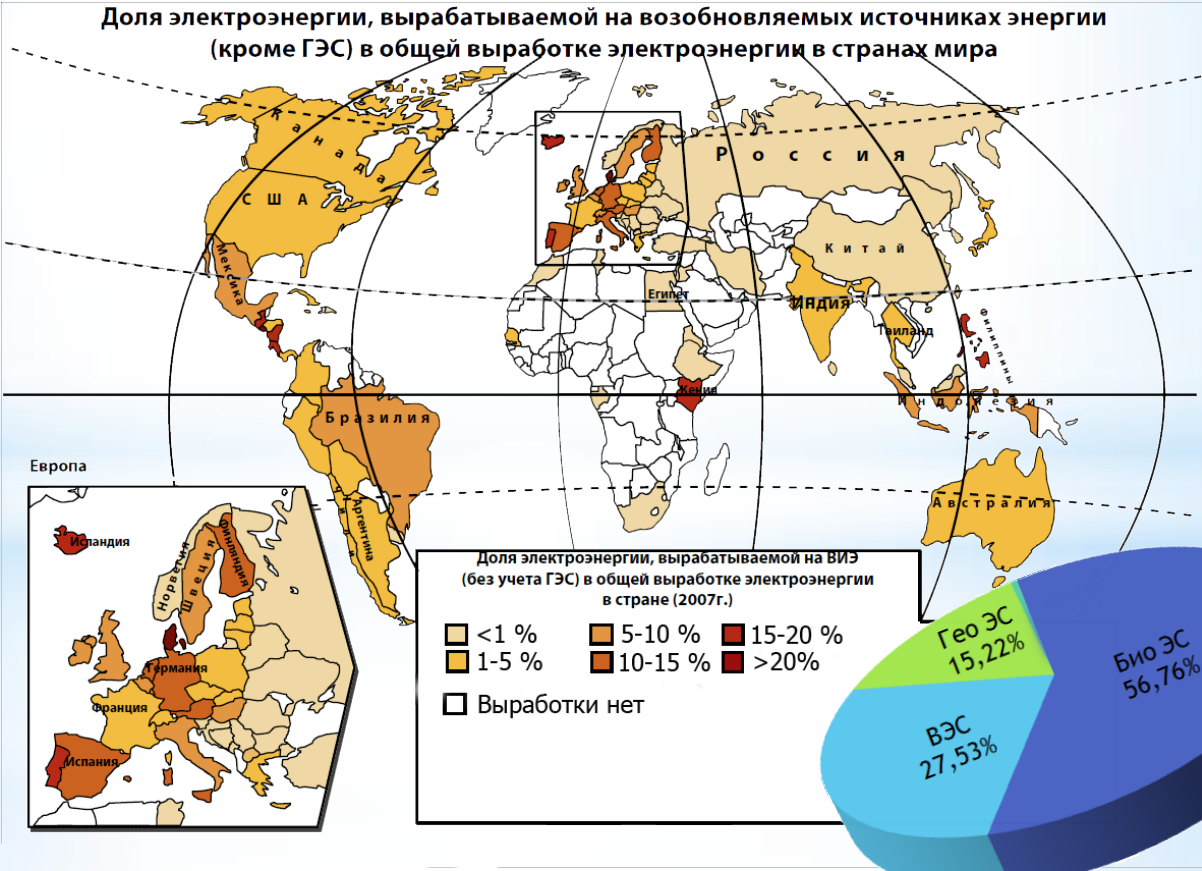 Доля электроэнергии, вырабатываемой на возобновляемых источниках энергии
(кроме ГЭС) в общей выработке электроэнергии в странах мира
Канада
США
Мексика
Бразилия
Чили
Аргентина
Россия
Китай
Египет
Индия
Таиланд
Филиппины
Кения
Индонезия
Австралия
Европа
Исландия
Норвегия
Швеция
Финляндия
Германия
Франция
Испания
Доля электроэнергии, вырабатываемой на ВИЭ
(без учета ГЭС) в общей выработке электроэнергии
в стране (2007г.)
<1 % 5-10 % 15-20 %
1-5 % 10-15 % >20%
Выработки нет
Гео ЭС
15,22%
Био ЭС
56,76%
ВЭС
27,53%